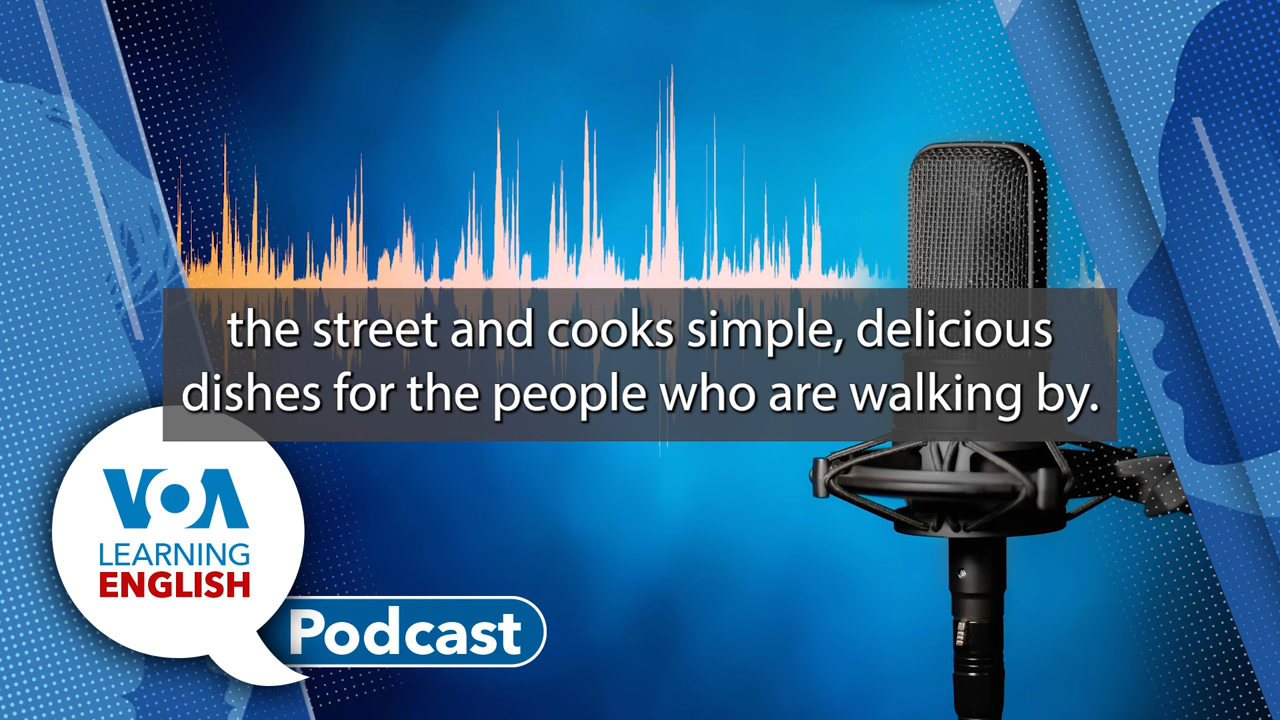 the street and cooks simple, delicious
dishes for the people who are walking by.
VOA
LEARNING
ENGLISH
Podcast